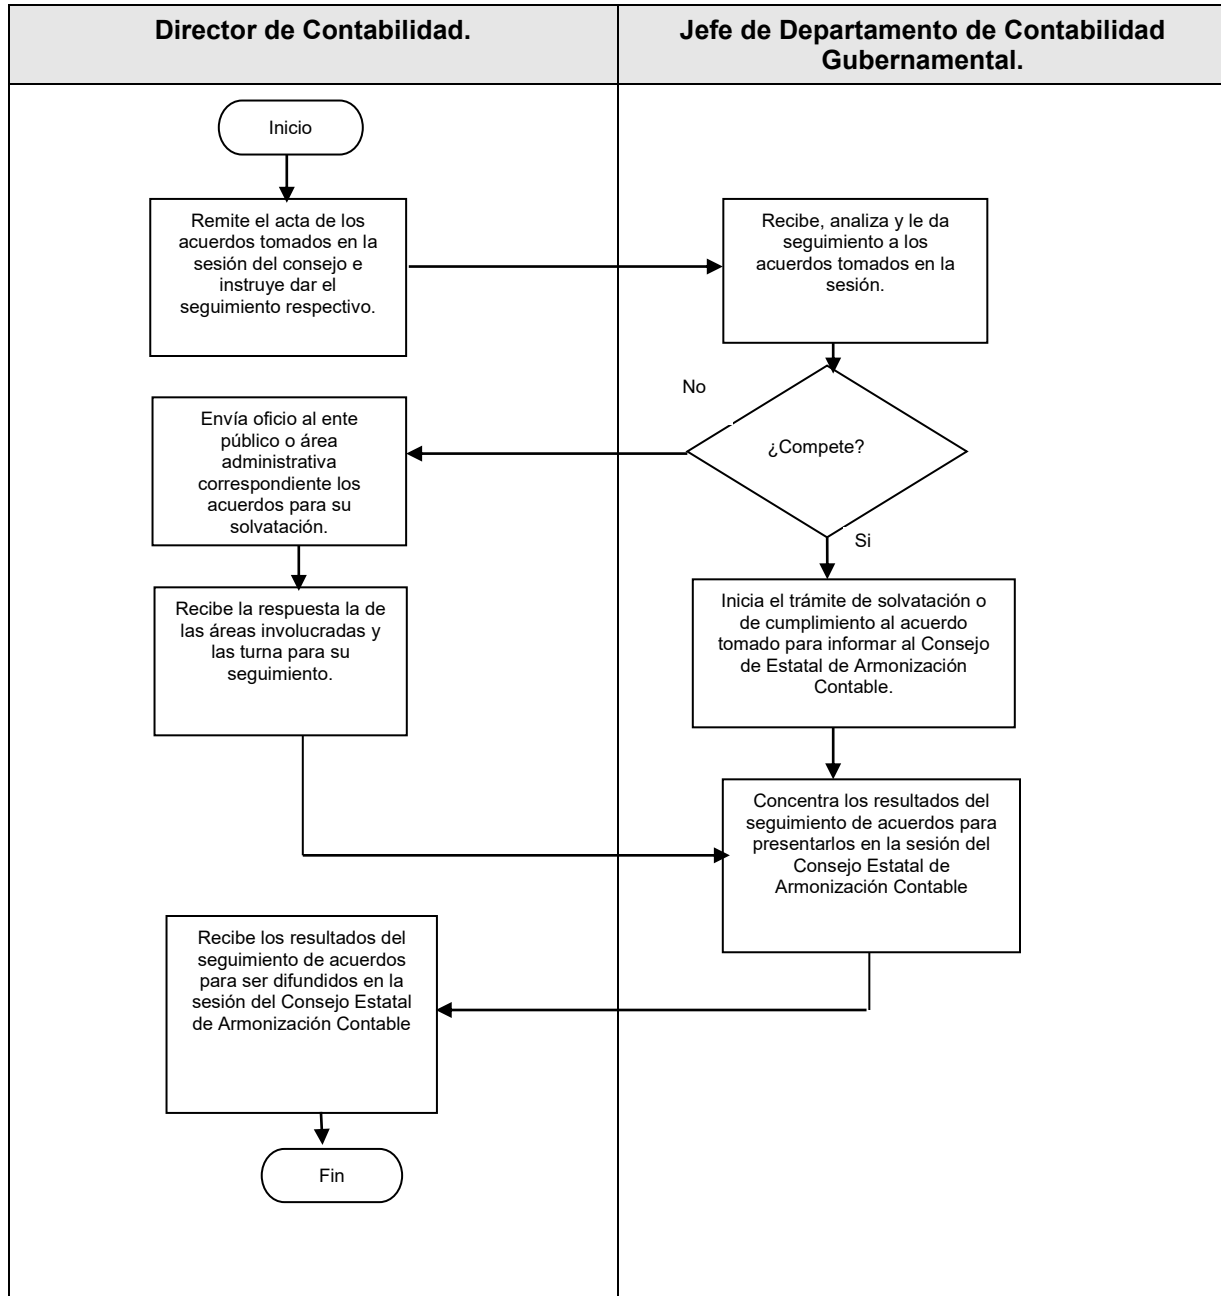 Director de Contabilidad.
Jefe de Departamento de Contabilidad
Gubernamental.
Inicio
Remite el acta de los
acuerdos tomados en la
sesión del consejo e
instruye dar el
seguimiento respectivo.
Recibe, analiza y le da
seguimiento a los
acuerdos tomados en la
sesión.
No
¿Compete?
Envía oficio al ente
público o área
administrativa
correspondiente los
acuerdos para su
solvatación.
Si
Recibe la respuesta la de
las áreas involucradas y
las turna para su
seguimiento.
Inicia el trámite de solvatación o
de cumplimiento al acuerdo
tomado para informar al Consejo
de Estatal de Armonización
Contable.
Concentra los resultados del
seguimiento de acuerdos para
presentarlos en la sesión del
Consejo Estatal de
Armonización Contable
Recibe los resultados del
seguimiento de acuerdos
para ser difundidos en la
sesión del Consejo Estatal
de Armonización Contable
Fin